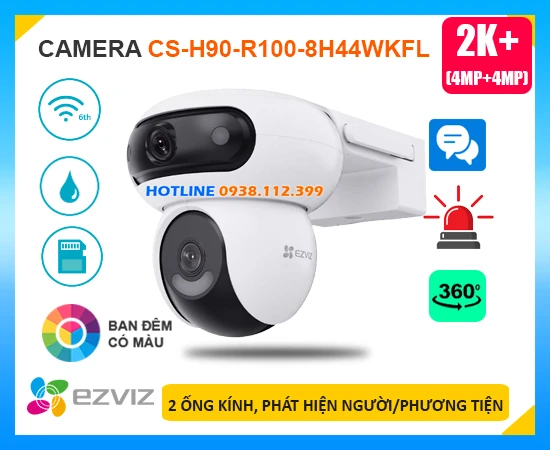 CAMERA CS-H90-R100-8H44WKFL
2K+
(4MP+4MP)
6th
HOTLINE 0938.112.399
EZVIZ
360°
BAN ĐÊM
CÓ MÀU
ezviz
2 ỐNG KÍNH, PHÁT HIỆN NGƯỜI/PHƯƠNG TIỆN